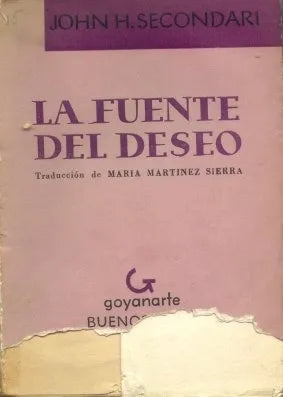 JOHN H. SECONDARI
LA FUENTE
DEL DESEO
Traducción de MARIA MARTINEZ SIERRA
goyanarte